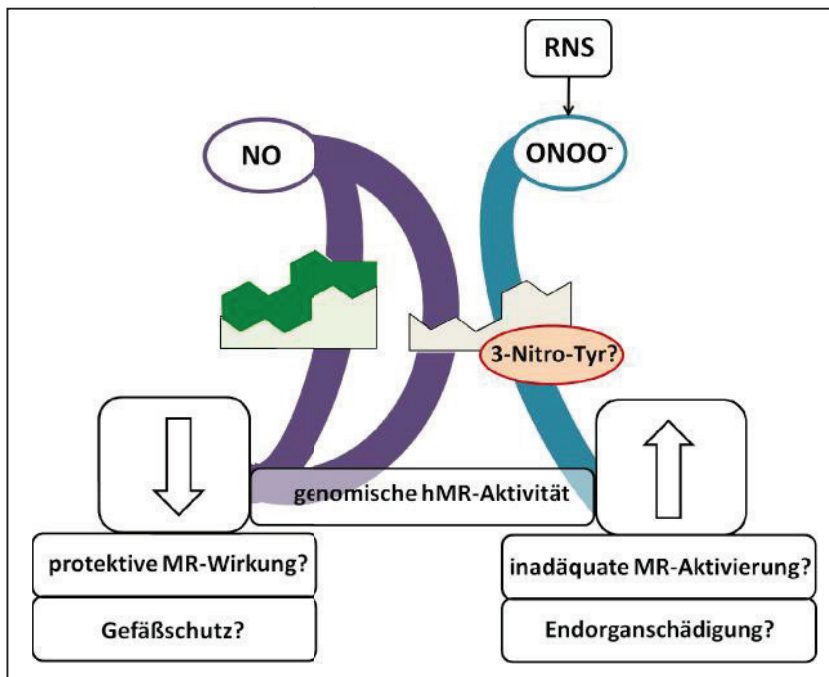 RNS
NO
ONOO⁻
3-Nitro-Tyr?
genomische hMR-Aktivität
protektive MR-Wirkung?
inadäquate MR-Aktivierung?
Gefäßschutz?
Endorganschädigung?